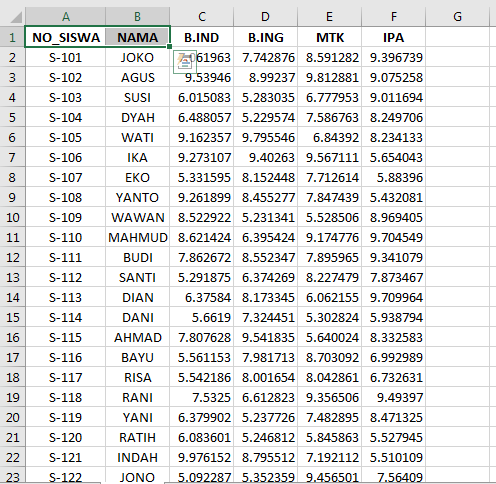 A B C D E F G
1 NO_SISWA NAMA B.IND B.ING MTK IPA
2 S-101 JOKO 61963 7.742876 8.591282 9.396739
3 S-102 AGUS 9.53946 8.99237 9.812881 9.075258
4 S-103 SUSI 6.015083 5.283035 6.777953 9.011694
5 S-104 DYAH 6.488057 5.229574 7.586763 8.249706
6 S-105 WATI 9.162357 9.795546 6.84392 8.234133
7 S-106 IKA 9.273107 9.40263 9.567111 5.654043
8 S-107 EKO 5.331595 8.152448 7.712614 5.88396
9 S-108 YANTO 9.261899 8.455277 7.847439 5.432081
10 S-109 WAWAN 8.522922 5.231341 5.528506 8.969405
11 S-110 MAHMUD 8.621424 6.395424 9.174776 9.704549
12 S-111 BUDI 7.862672 8.552347 7.895965 9.341079
13 S-112 SANTI 5.291875 6.374269 8.227479 7.873467
14 S-113 DIAN 6.37584 8.173345 6.062155 9.709964
15 S-114 DANI 5.6619 7.324451 5.302824 5.938794
16 S-115 AHMAD 7.807628 9.541835 5.640024 8.332583
17 S-116 BAYU 5.561153 7.981713 8.703092 6.992989
18 S-117 RISA 5.542186 8.001654 8.042861 6.732631
19 S-118 RANI 7.5325 6.612823 9.356506 9.49397
20 S-119 YANI 6.379902 5.237726 7.482895 8.471325
21 S-120 RATIH 6.083601 5.246812 5.845863 5.527945
22 S-121 INDAH 9.976152 8.795512 7.192112 5.510109
23 S-122 JONO 5.092287 5.352359 9.456501 7.56409